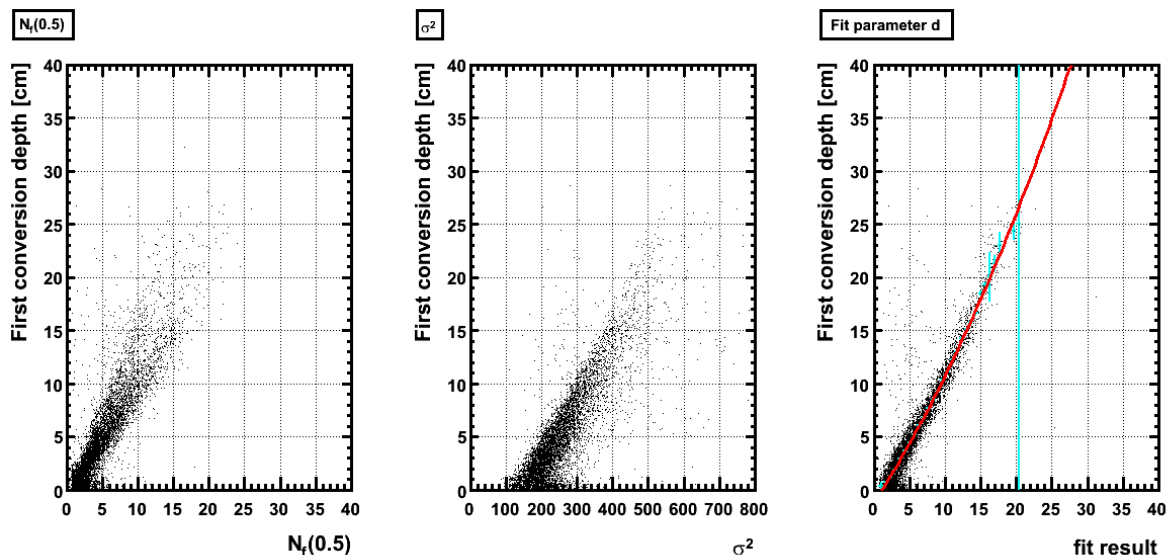 N_f(0.5)
First conversion depth [cm]
40
35
30
25
20
15
10
5
0
0 5 10 15 20 25 30 35 40
N_f(0.5)
σ²
First conversion depth [cm]
40
35
30
25
20
15
10
5
0
0 100 200 300 400 500 600 700 800
σ²
Fit parameter d
First conversion depth [cm]
40
35
30
25
20
15
10
5
0
0 5 10 15 20 25 30 35 40
fit result